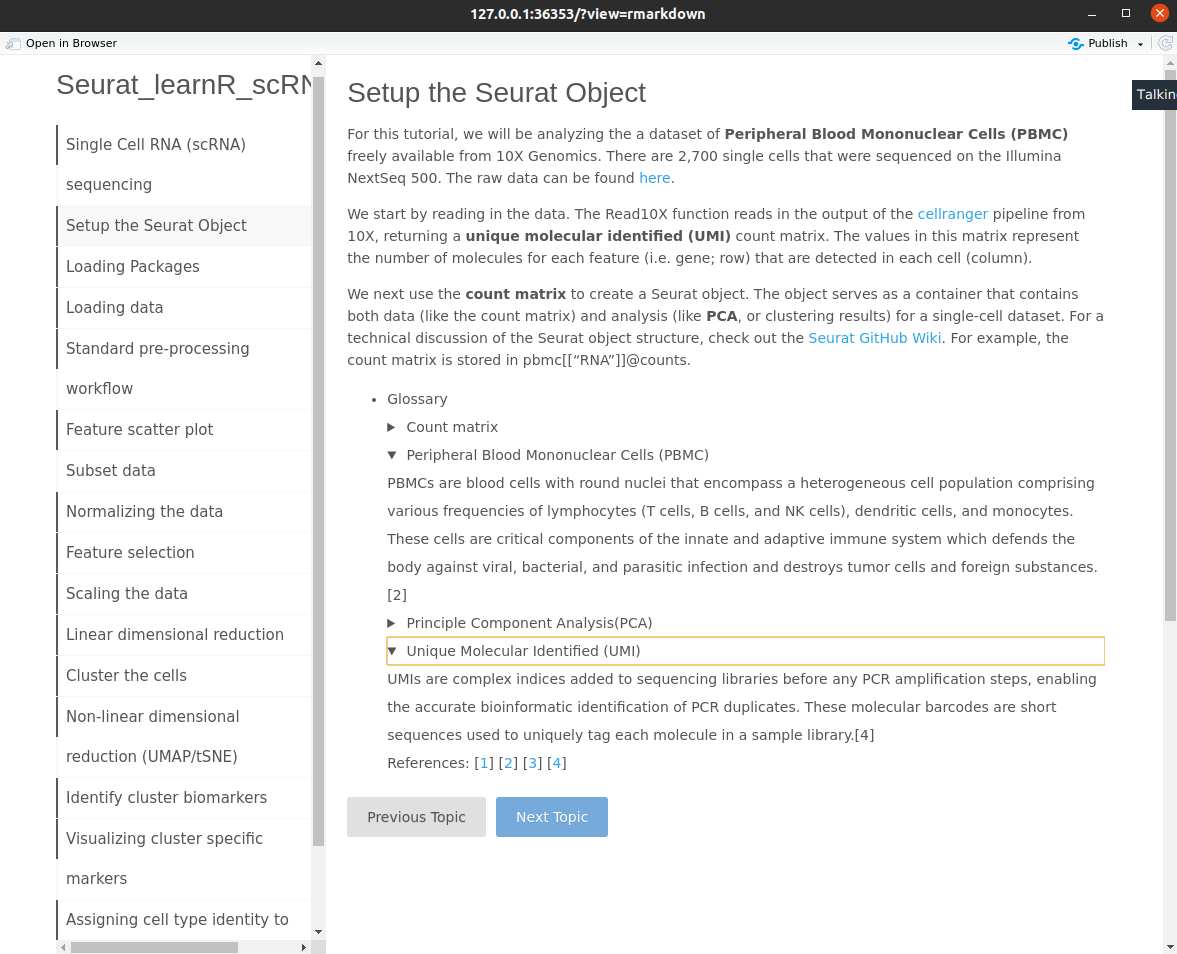 127.0.0.1:36353/?view=rmarkdown
Open in Browser
Publish
Seurat_learnR_scRN
Single Cell RNA (scRNA)
sequencing
Setup the Seurat Object
Loading Packages
Loading data
Standard pre-processing
workflow
Feature scatter plot
Subset data
Normalizing the data
Feature selection
Scaling the data
Linear dimensional reduction
Cluster the cells
Non-linear dimensional
reduction (UMAP/tSNE)
Identify cluster biomarkers
Visualizing cluster specific
markers
Assigning cell type identity to
Setup the Seurat Object
Talkin
For this tutorial, we will be analyzing the a dataset of Peripheral Blood Mononuclear Cells (PBMC)
freely available from 10X Genomics. There are 2,700 single cells that were sequenced on the Illumina
NextSeq 500. The raw data can be found here.
We start by reading in the data. The Read10X function reads in the output of the cellranger pipeline from
10X, returning a unique molecular identified (UMI) count matrix. The values in this matrix represent
the number of molecules for each feature (i.e. gene; row) that are detected in each cell (column).
We next use the count matrix to create a Seurat object. The object serves as a container that contains
both data (like the count matrix) and analysis (like PCA, or clustering results) for a single-cell dataset. For a
technical discussion of the Seurat object structure, check out the Seurat GitHub Wiki. For example, the
count matrix is stored in pbmc[[“RNA”]]@counts.
• Glossary
▶ Count matrix
▼ Peripheral Blood Mononuclear Cells (PBMC)
PBMCs are blood cells with round nuclei that encompass a heterogeneous cell population comprising
various frequencies of lymphocytes (T cells, B cells, and NK cells), dendritic cells, and monocytes.
These cells are critical components of the innate and adaptive immune system which defends the
body against viral, bacterial, and parasitic infection and destroys tumor cells and foreign substances.
[2]
▶ Principle Component Analysis(PCA)
▼ Unique Molecular Identified (UMI)
UMIs are complex indices added to sequencing libraries before any PCR amplification steps, enabling
the accurate bioinformatic identification of PCR duplicates. These molecular barcodes are short
sequences used to uniquely tag each molecule in a sample library.[4]
References: [1] [2] [3] [4]
Previous Topic
Next Topic